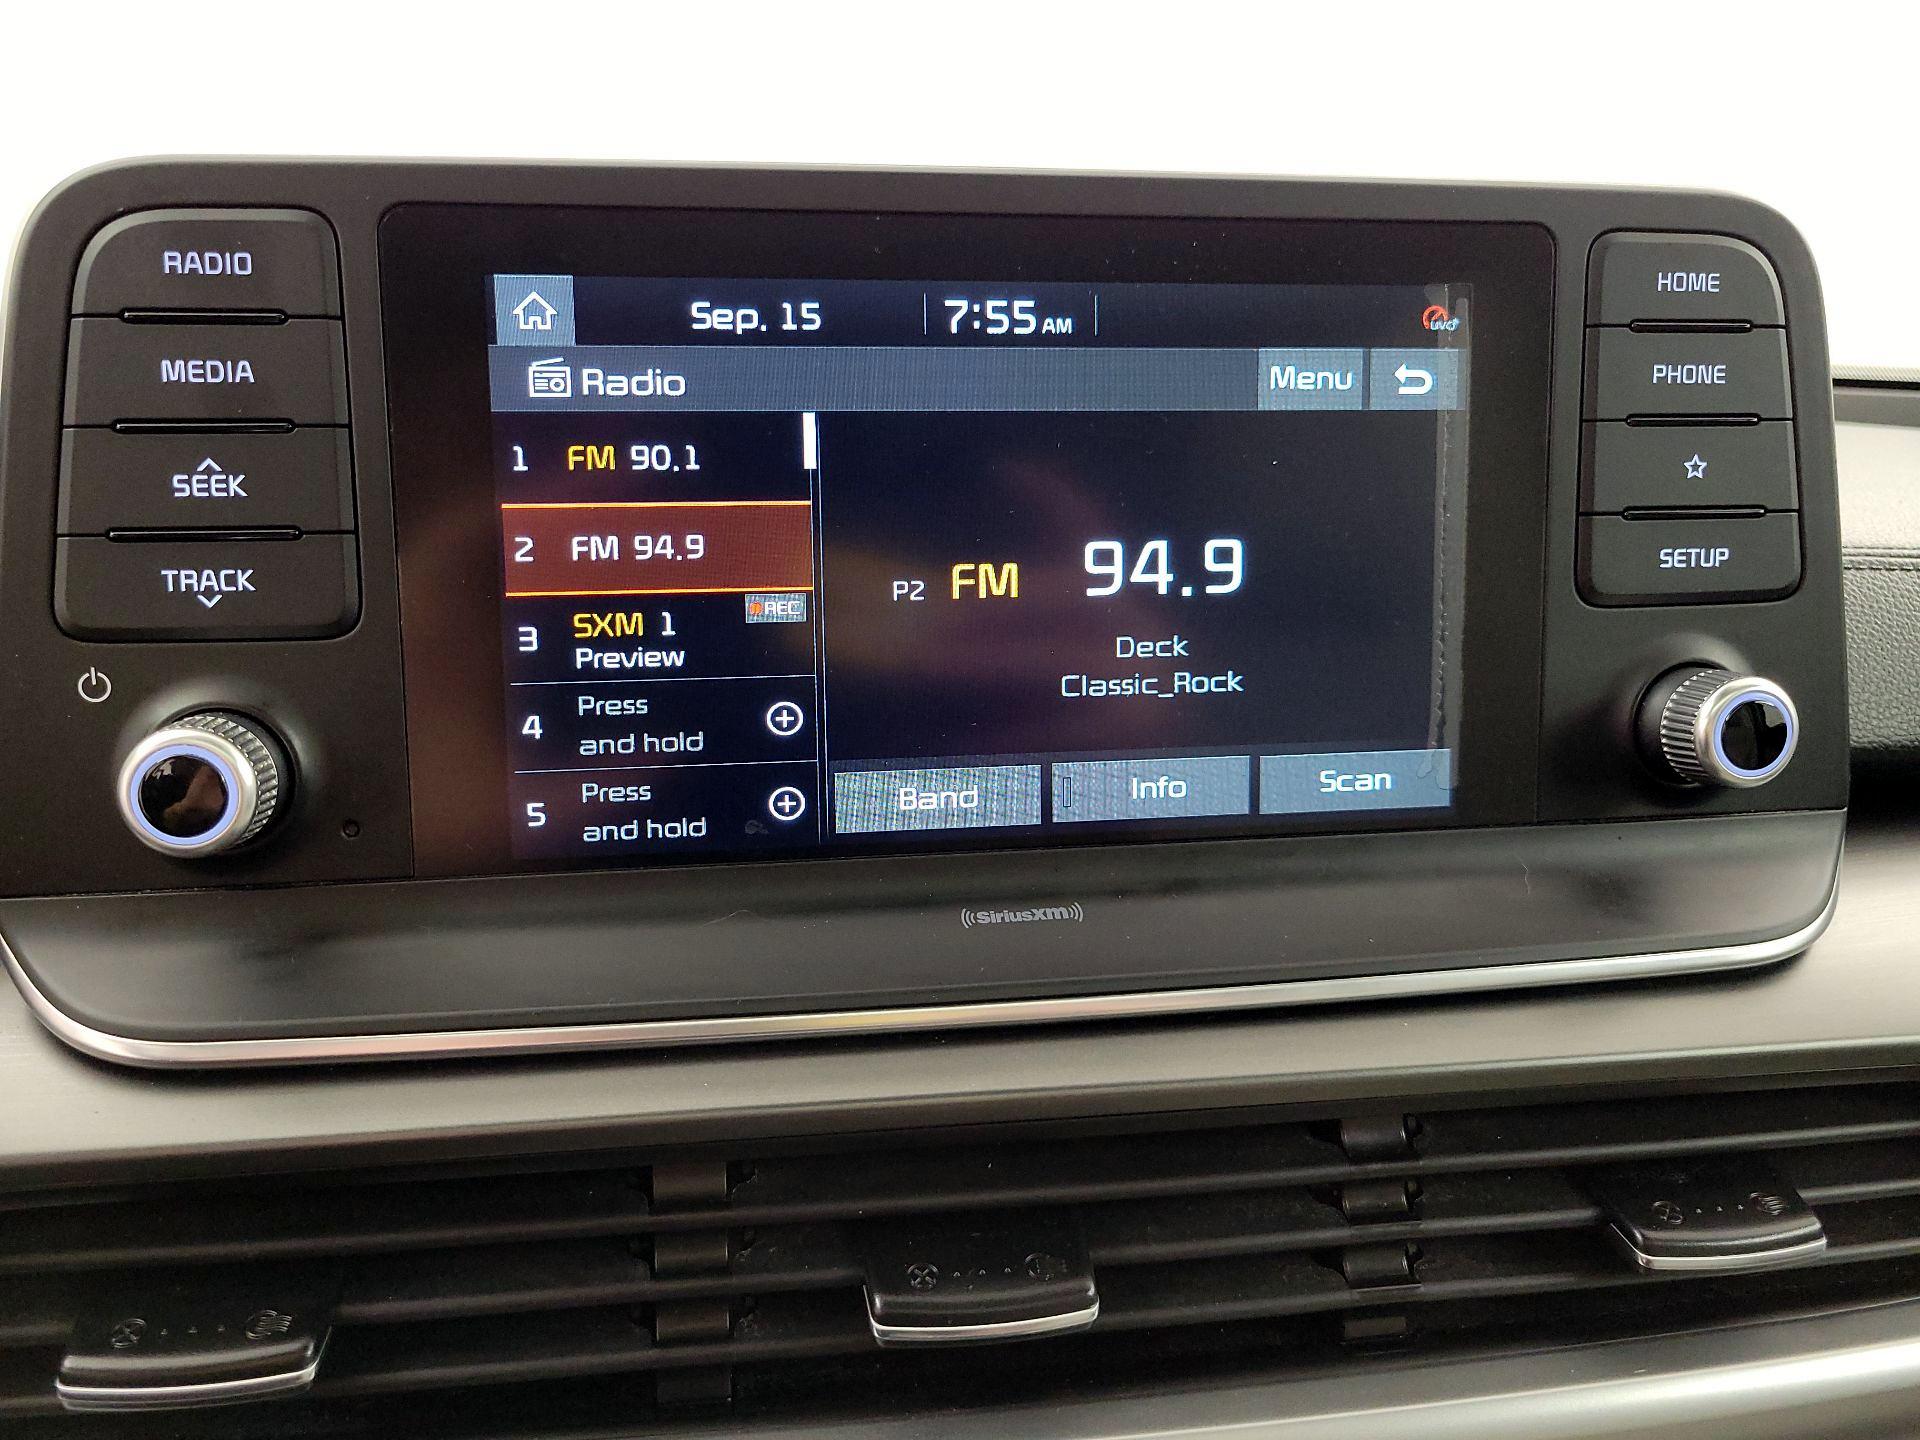 RADIO
MEDIA
SEEK
TRACK
Sep. 15
7:55 AM
UVO
Radio
Menu
1 FM 90.1
2 FM 94.9
REC
3 SXM 1
Preview
4 Press
and hold
5 Press
and hold
P2 FM 94.9
Deck
Classic_Rock
Band
Info
Scan
HOME
PHONE
SETUP
((SiriusXM))